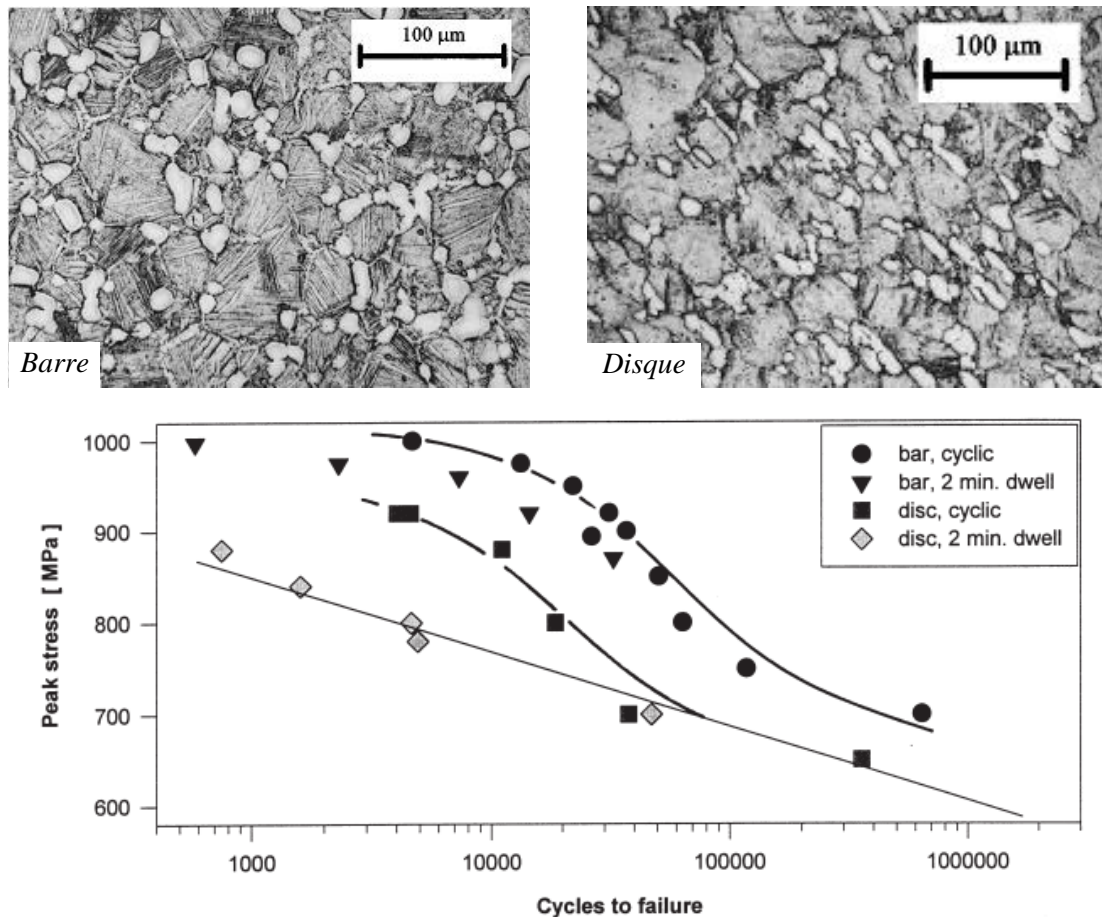 100 µm
100 µm
Barre
Disque
1000
900
800
700
600
Peak stress [ MPa ]
bar, cyclic
bar, 2 min. dwell
disc, cyclic
disc, 2 min. dwell
1000 10000 100000 1000000
Cycles to failure